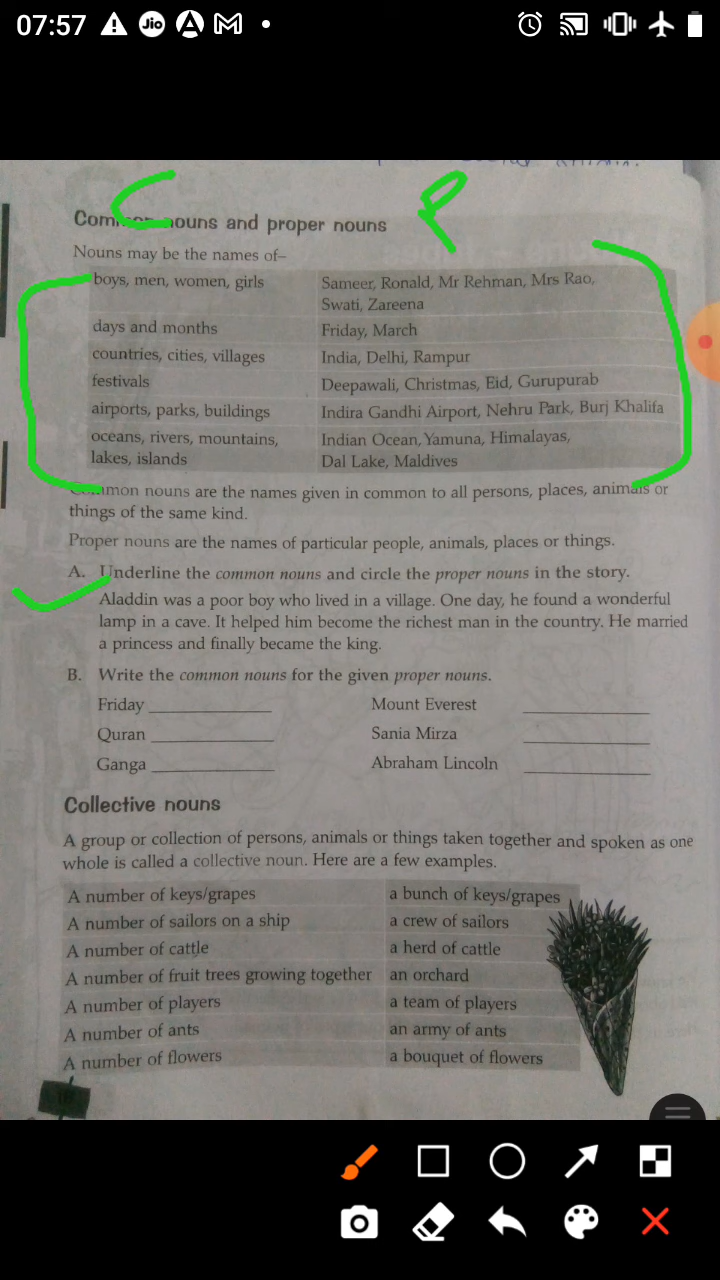 07:57 Jio
C P
Common nouns and proper nouns
Nouns may be the names of–
boys, men, women, girls Sameer, Ronald, Mr Rehman, Mrs Rao,
Swati, Zareena
days and months Friday, March
countries, cities, villages India, Delhi, Rampur
festivals Deepawali, Christmas, Eid, Gurupurab
airports, parks, buildings Indira Gandhi Airport, Nehru Park, Burj Khalifa
oceans, rivers, mountains, Indian Ocean, Yamuna, Himalayas,
lakes, islands Dal Lake, Maldives
Common nouns are the names given in common to all persons, places, animals or
things of the same kind.
Proper nouns are the names of particular people, animals, places or things.
A. Underline the common nouns and circle the proper nouns in the story.
Aladdin was a poor boy who lived in a village. One day, he found a wonderful
lamp in a cave. It helped him become the richest man in the country. He married
a princess and finally became the king.
B. Write the common nouns for the given proper nouns.
Friday Mount Everest
Quran Sania Mirza
Ganga Abraham Lincoln
Collective nouns
A group or collection of persons, animals or things taken together and spoken as one
whole is called a collective noun. Here are a few examples.
A number of keys/grapes a bunch of keys/grapes
A number of sailors on a ship a crew of sailors
A number of cattle a herd of cattle
A number of fruit trees growing together an orchard
A number of players a team of players
A number of ants an army of ants
A number of flowers a bouquet of flowers